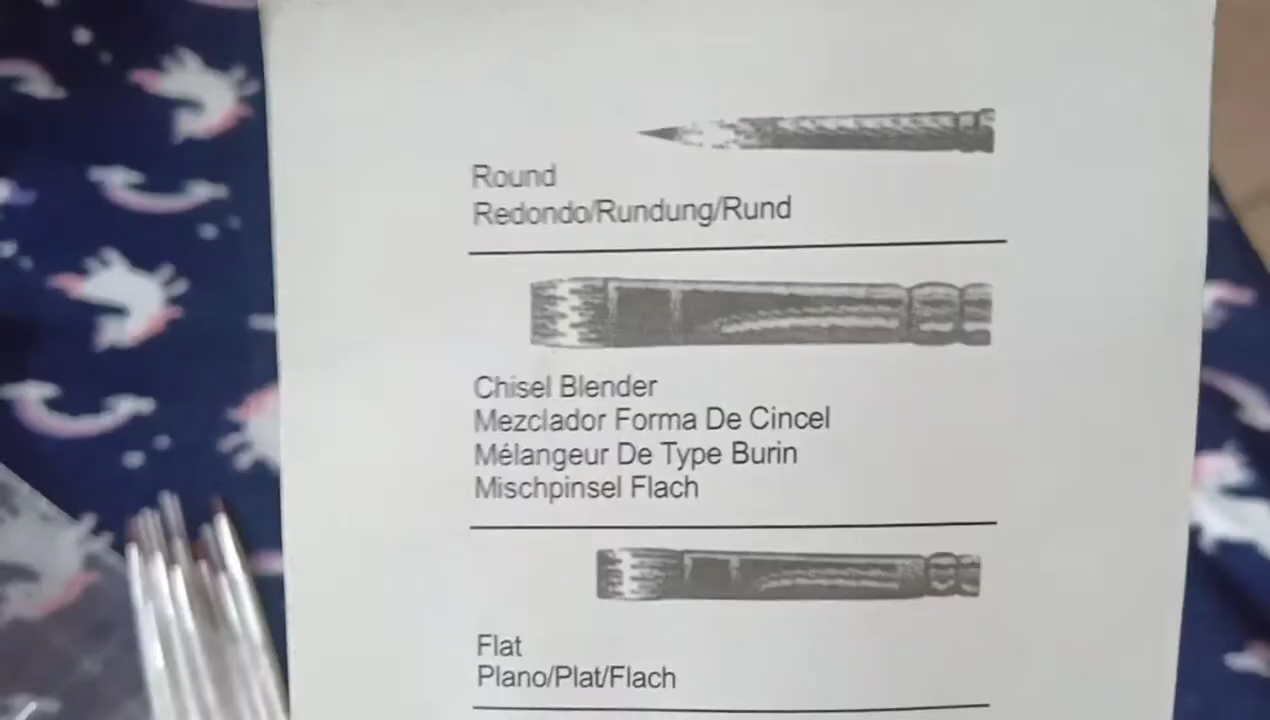 Round
Redondo/Rundung/Rund
Chisel Blender
Mezclador Forma De Cincel
Mélangeur De Type Burin
Mischpinsel Flach
Flat
Plano/Plat/Flach